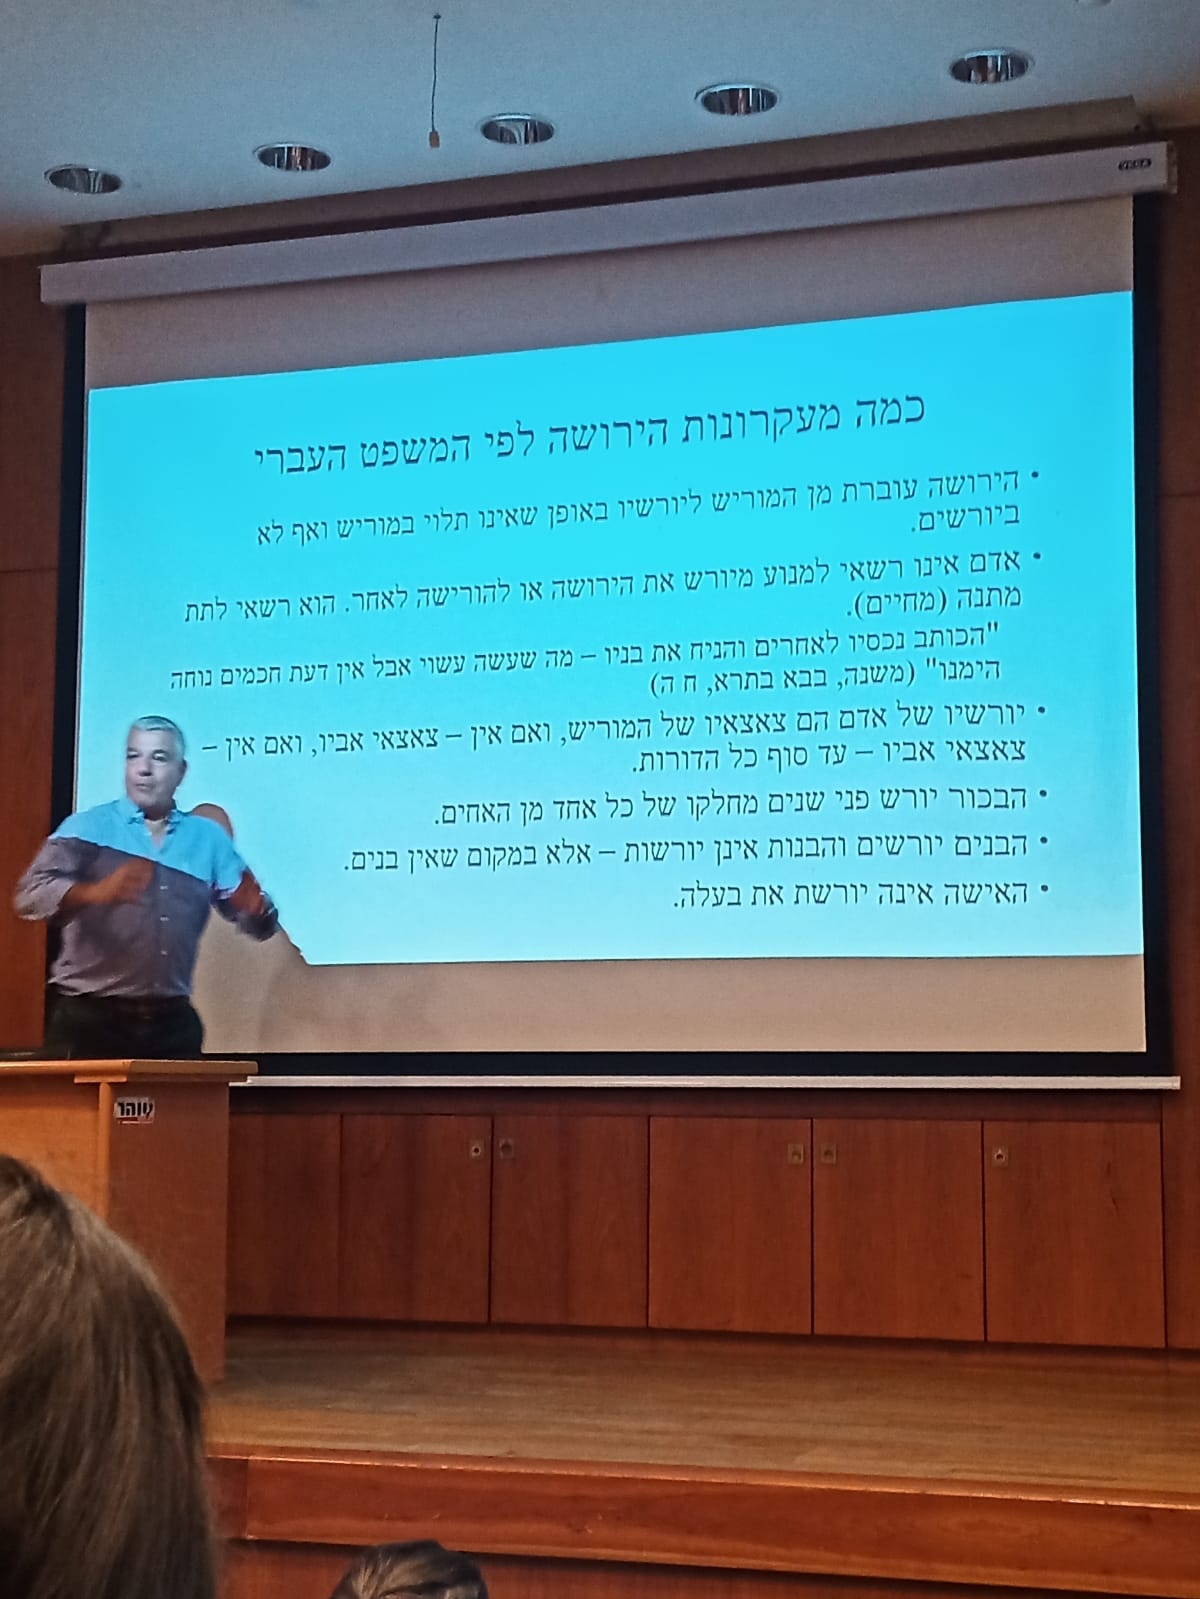 כמה מעקרונות הירושה לפי המשפט העברי
• הירושה עוברת מן המוריש ליורשיו באופן שאינו תלוי במוריש ואף לא
ביורשים.
• אדם אינו רשאי למנוע מיורש את הירושה או להורישה לאחר. הוא רשאי לתת
מתנה (מחיים).
"הכותב נכסיו לאחרים והניח את בניו – מה שעשה עשוי אבל אין דעת חכמים נוחה
הימנו" (משנה, בבא בתרא, ח ה)
• יורשיו של אדם הם צאצאיו של המוריש, ואם אין – צאצאי אביו, ואם אין –
צאצאי אביו – עד סוף כל הדורות.
• הבכור יורש פני שנים מחלקו של כל אחד מן האחים.
• הבנים יורשים והבנות אינן יורשות – אלא במקום שאין בנים.
• האישה אינה יורשת את בעלה.